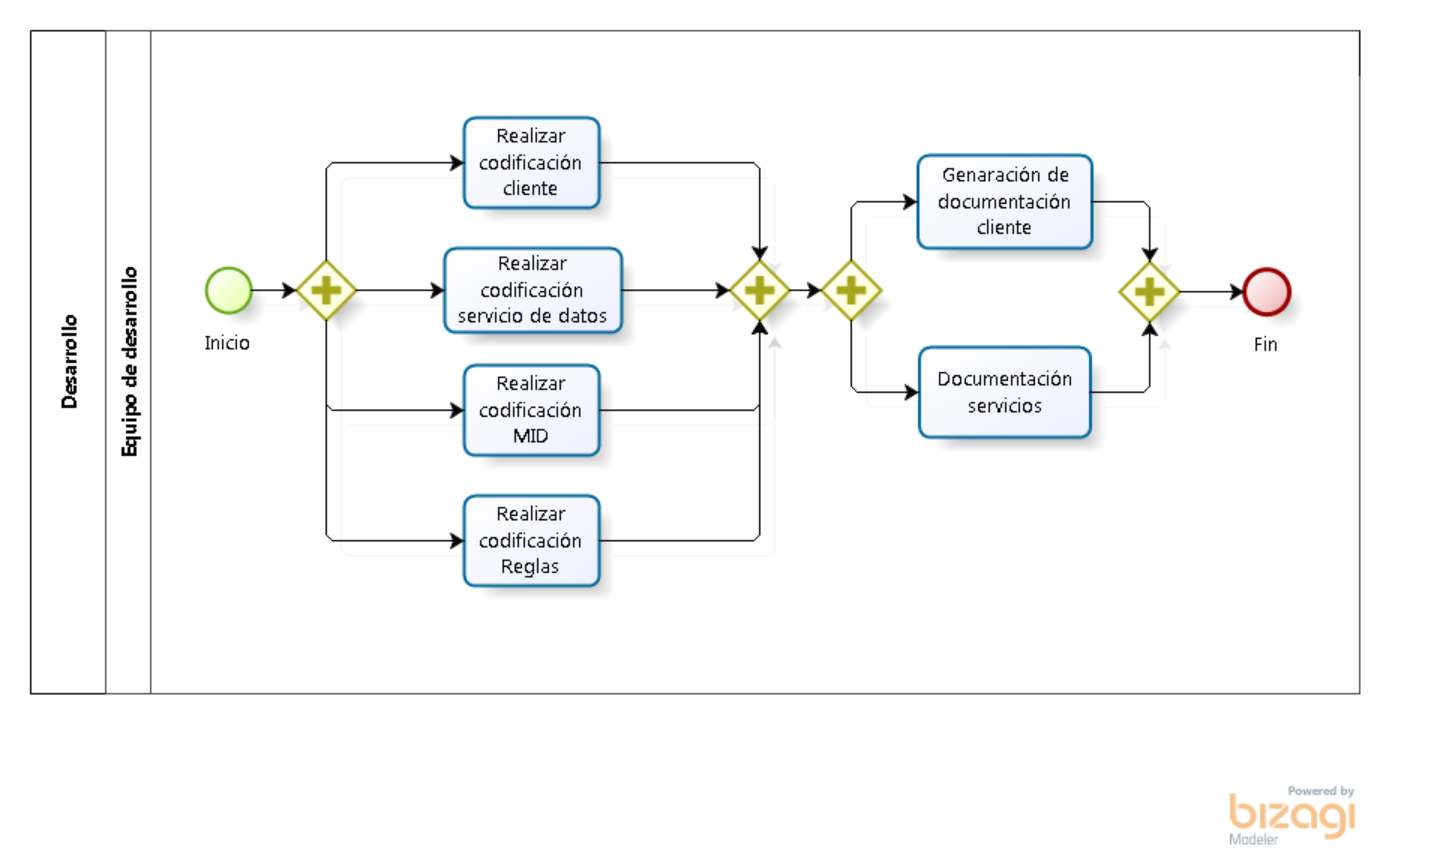 Desarrollo
Equipo de desarrollo
Inicio
Realizar
codificación
cliente
Realizar
codificación
servicio de datos
Realizar
codificación
MID
Realizar
codificación
Reglas
Genaración de
documentación
cliente
Documentación
servicios
Fin
Powered by
bizagi
Modeler